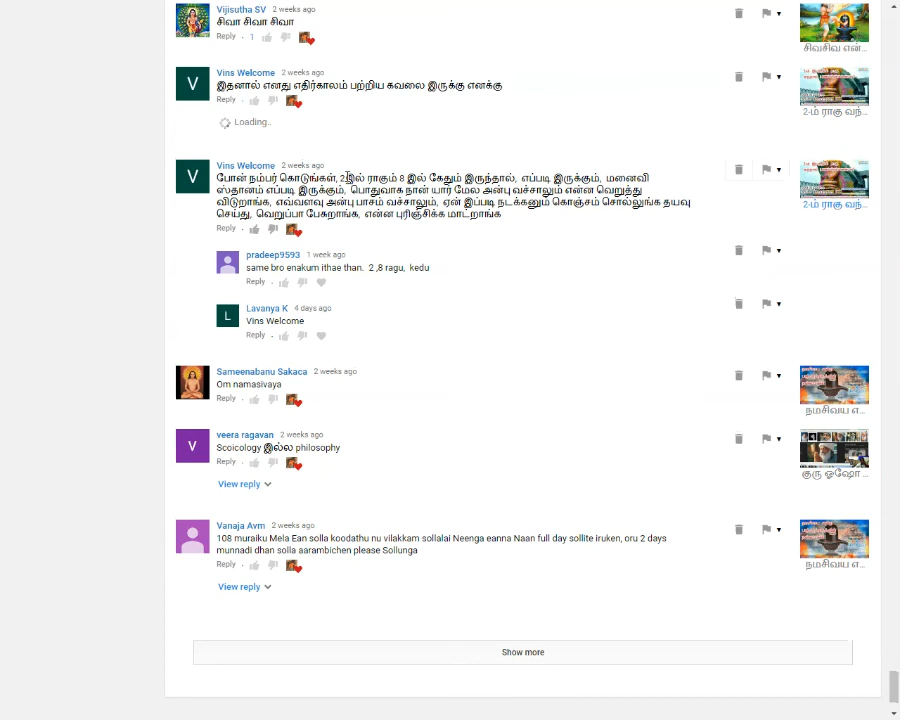 Vijisutha SV 2 weeks ago
சிவா சிவா சிவா
Reply · 1
சிவசிவ என்...
Vins Welcome 2 weeks ago
இதனால் எனது எதிர்காலம் பற்றிய கவலை இருக்கு எனக்கு
Reply ·
2-ம் ராகு வந்...
Loading..
Vins Welcome 2 weeks ago
போன் நம்பர் கொடுங்கள், 2இல் ராகும் 8 இல் கேதும் இருந்தால், எப்படி இருக்கும், மனைவி
ஸ்தானம் எப்படி இருக்கும், பொதுவாக நான் யார் மேல அன்பு வச்சாலும் என்ன வெறுத்து
விடுறாங்க, எவ்வளவு அன்பு பாசம் வச்சாலும், ஏன் இப்படி நடக்கனும் கொஞ்சம் சொல்லுங்க தயவு
செய்து, வெறுப்பா பேசுறாங்க, என்ன புரிஞ்சிக்க மாட்றாங்க
2-ம் ராகு வந்...
Reply ·
pradeep9593 1 week ago
same bro enakum ithae than. 2 ,8 ragu, kedu
Reply ·
Lavanya K 4 days ago
Vins Welcome
Reply ·
Sameenabanu Sakaca 2 weeks ago
Om namasivaya
Reply ·
நமசிவய எ...
veera ragavan 2 weeks ago
Scoicology இல்ல philosophy
Reply ·
குரு ஓஷோ ...
View reply
Vanaja Avm 2 weeks ago
108 muraiku Mela Ean solla koodathu nu vilakkam sollalai Neenga eanna Naan full day sollite iruken, oru 2 days
munnadi dhan solla aarambichen please Sollunga
Reply ·
நமசிவய எ...
View reply
Show more